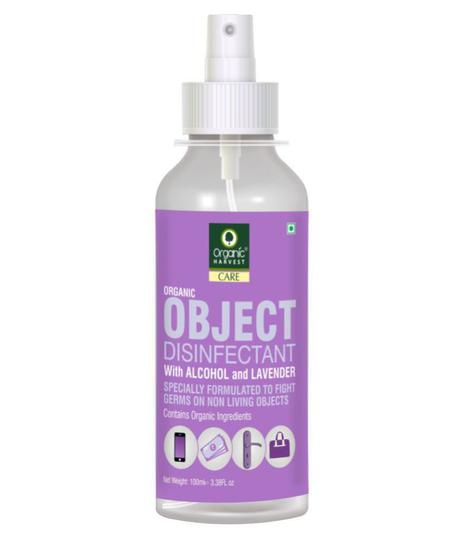 Organic®
HARVEST
CARE
ORGANIC
OBJECT
DISINFECTANT
With ALCOHOL and LAVENDER
SPECIALLY FORMULATED TO FIGHT
GERMS ON NON LIVING OBJECTS
Contains Organic Ingredients
Net Weight: 100ml- 3.38FL oz